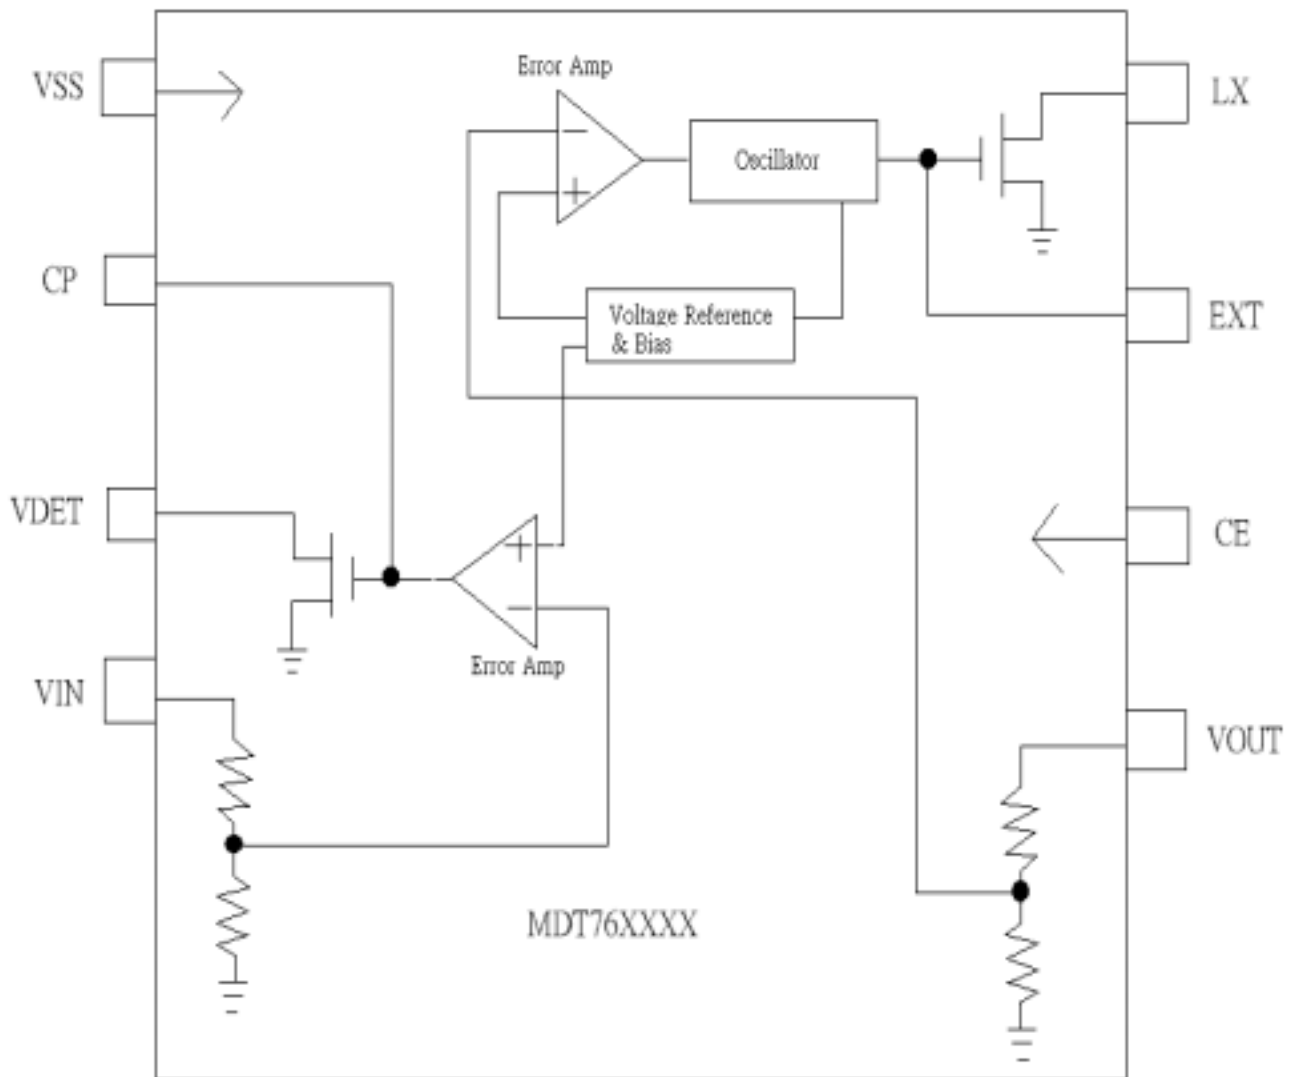 Error Amp
VSS
LX
Oscillator
CP
Voltage Reference
& Bias
EXT
VDET
CE
Error Amp
VIN
VOUT
MDT76XXXX